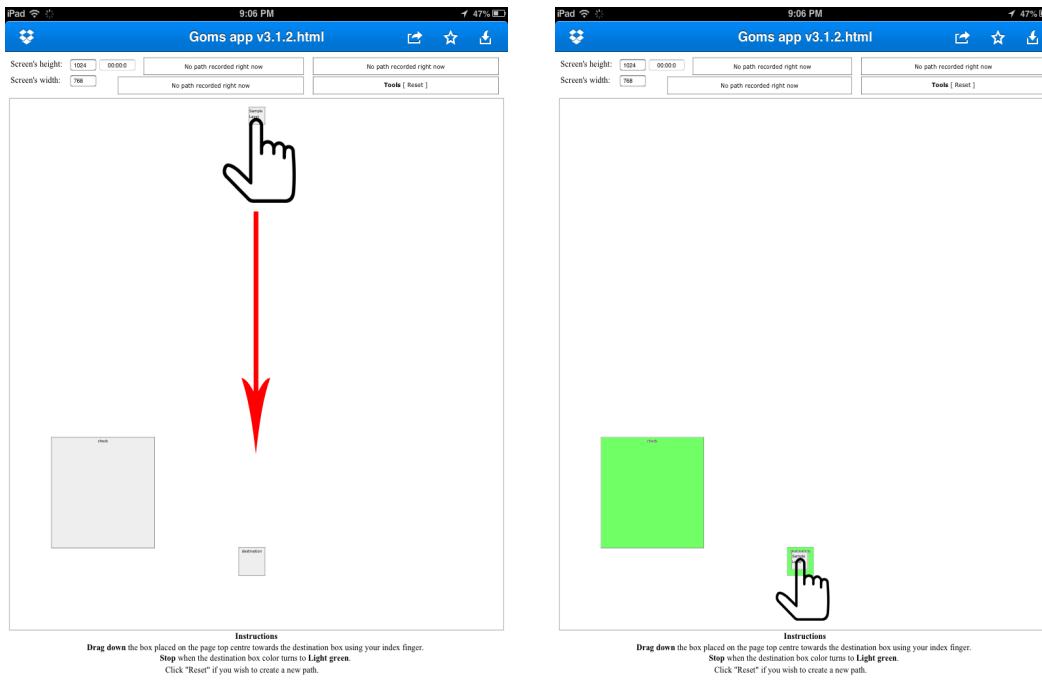 iPad 9:06 PM 47%
Goms app v3.1.2.html
Screen's height: 1024 00:00:0 No path recorded right now No path recorded right now
Screen's width: 768 No path recorded right now Tools [ Reset ]
Sample
check
destination
Instructions
Drag down the box placed on the page top centre towards the destination box using your index finger.
Stop when the destination box color turns to Light green.
Click "Reset" if you wish to create a new path.
iPad 9:06 PM 47%
Goms app v3.1.2.html
Screen's height: 1024 00:00:0 No path recorded right now No path recorded right now
Screen's width: 768 No path recorded right now Tools [ Reset ]
check
destination
Sample
Instructions
Drag down the box placed on the page top centre towards the destination box using your index finger.
Stop when the destination box color turns to Light green.
Click "Reset" if you wish to create a new path.